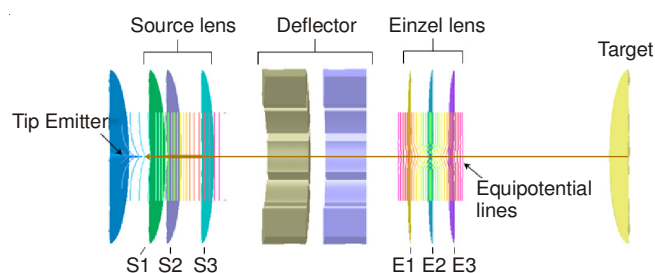 Source lens
Deflector
Einzel lens
Target
Tip Emitter
Equipotential
lines
S1 S2 S3
E1 E2 E3